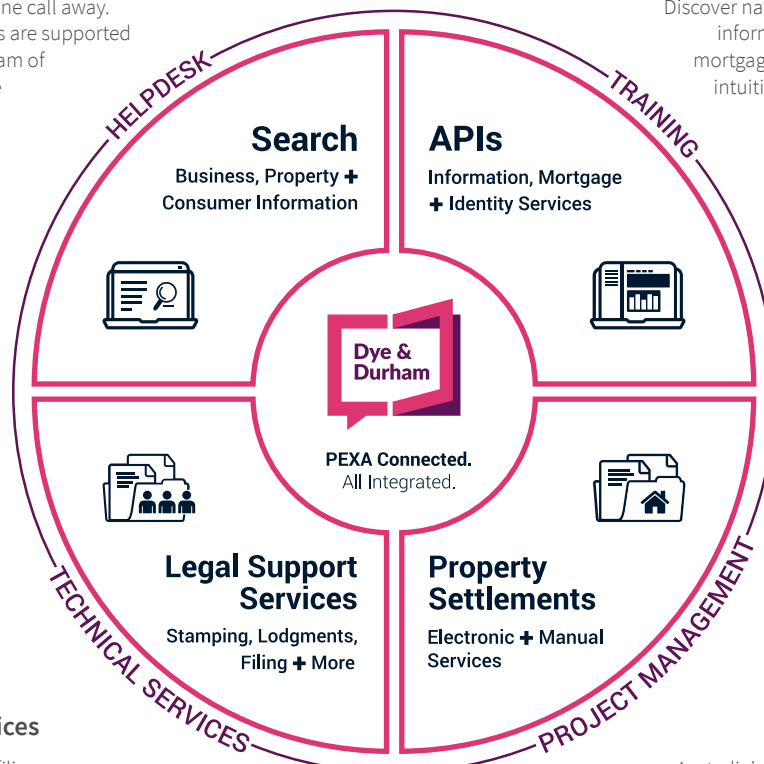 ne call away.
s are supported
am of
Discover na
inform
mortgag
intuiti
HELPDESK
TRAINING
Search
Business, Property +
Consumer Information
APIs
Information, Mortgage
+ Identity Services
Dye &
Durham
PEXA Connected.
All Integrated.
Legal Support
Services
Stamping, Lodgments,
Filing + More
Property
Settlements
Electronic + Manual
Services
TECHNICAL SERVICES
PROJECT MANAGEMENT
ices